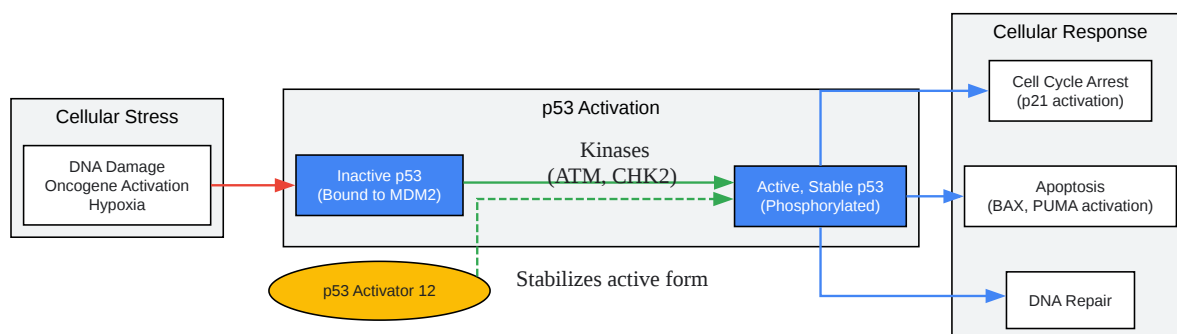 Cellular Stress
DNA Damage
Oncogene Activation
Hypoxia
p53 Activation
Inactive p53
(Bound to MDM2)
Kinases
(ATM, CHK2)
Active, Stable p53
(Phosphorylated)
p53 Activator 12
Stabilizes active form
Cellular Response
Cell Cycle Arrest
(p21 activation)
Apoptosis
(BAX, PUMA activation)
DNA Repair